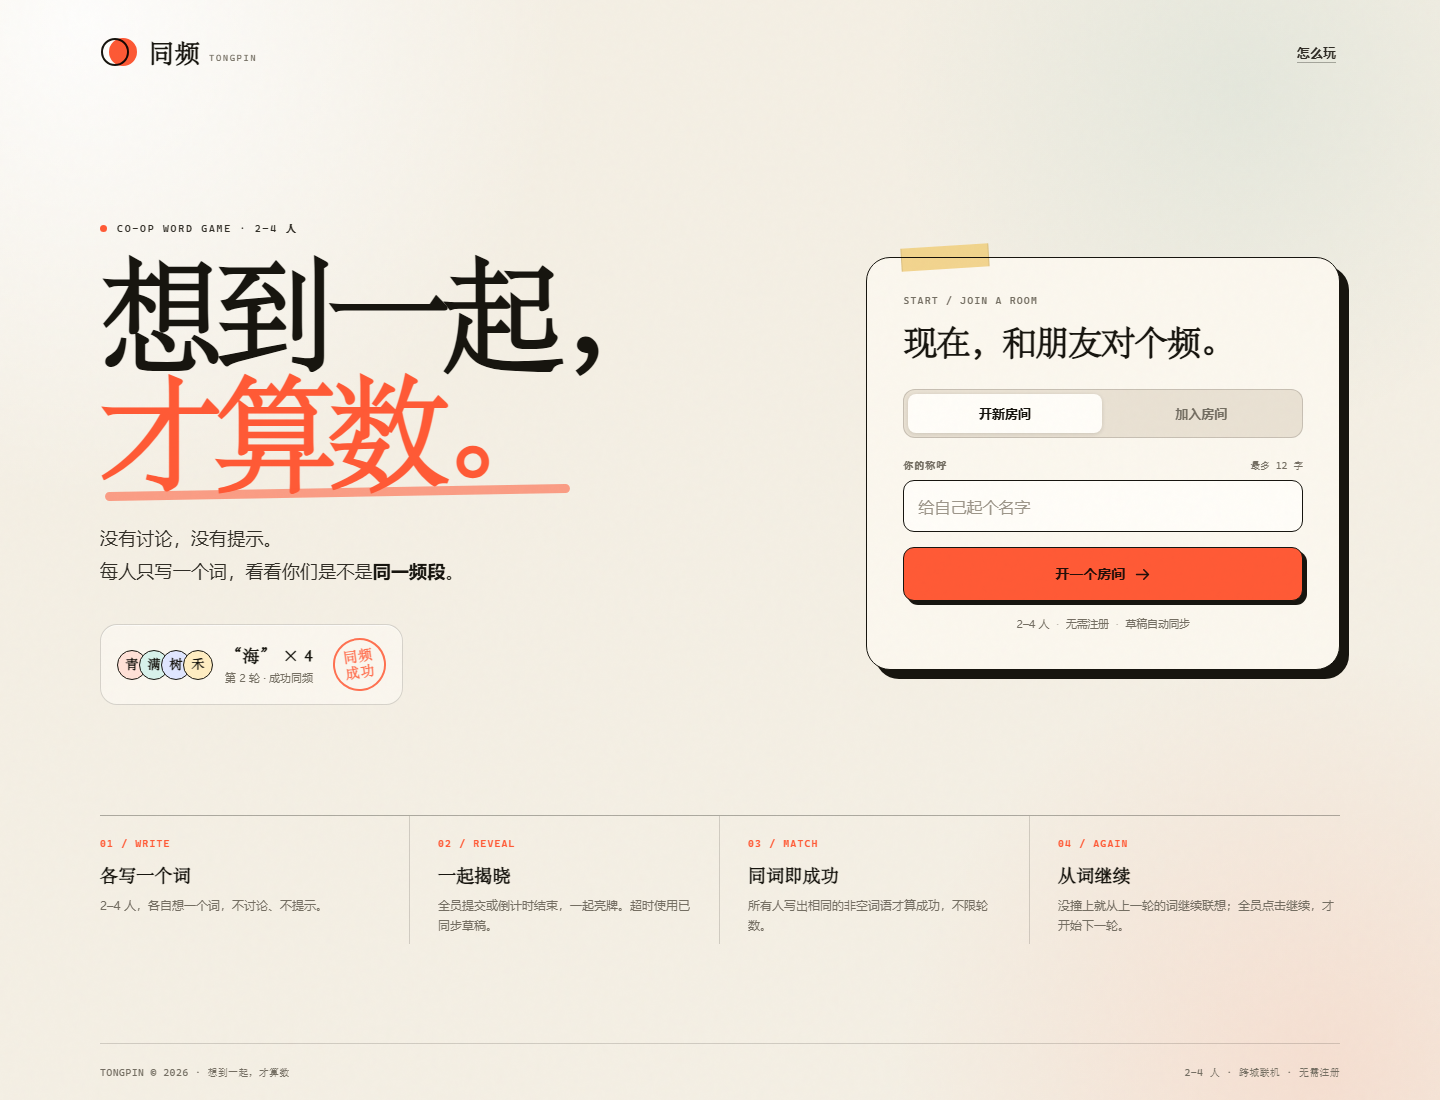 同频 TONGPIN
怎么玩
CO-OP WORD GAME · 2–4 人
想到一起，
才算数。
没有讨论，没有提示。
每人只写一个词，看看你们是不是同一频段。
青 满 树 禾
“海” × 4
第 2 轮 · 成功同频
同频
成功
START / JOIN A ROOM
现在，和朋友对个频。
开新房间
加入房间
你的称呼
最多 12 字
给自己起个名字
开一个房间 →
2–4 人 · 无需注册 · 草稿自动同步
01 / WRITE
各写一个词
2–4 人，各自想一个词，不讨论、不提示。
02 / REVEAL
一起揭晓
全员提交或倒计时结束，一起亮牌。超时使用已
同步草稿。
03 / MATCH
同词即成功
所有人写出相同的非空词语才算成功，不限轮
数。
04 / AGAIN
从词继续
没撞上就从上一轮的词继续联想；全员点击继续，才
开始下一轮。
TONGPIN © 2026 · 想到一起，才算数
2–4 人 · 跨城联机 · 无需注册